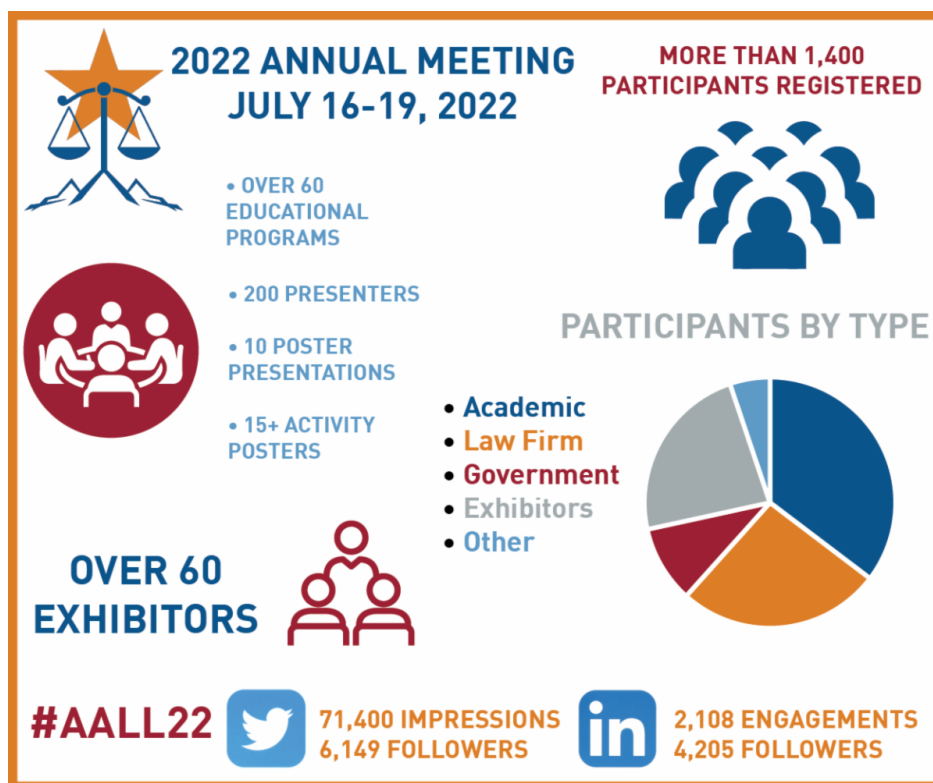 2022 ANNUAL MEETING
JULY 16-19, 2022
MORE THAN 1,400
PARTICIPANTS REGISTERED
• OVER 60
EDUCATIONAL
PROGRAMS
• 200 PRESENTERS
• 10 POSTER
PRESENTATIONS
• 15+ ACTIVITY
POSTERS
PARTICIPANTS BY TYPE
• Academic
• Law Firm
• Government
• Exhibitors
• Other
OVER 60
EXHIBITORS
#AALL22
71,400 IMPRESSIONS
6,149 FOLLOWERS
in
2,108 ENGAGEMENTS
4,205 FOLLOWERS